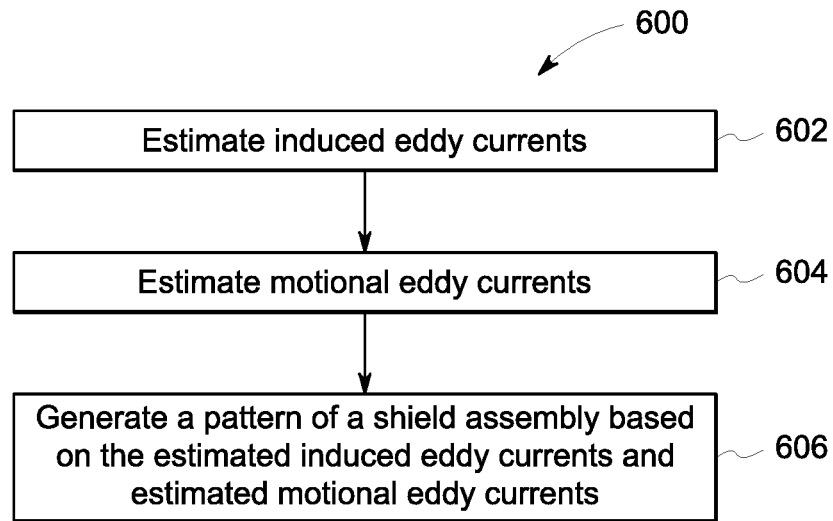 600
Estimate induced eddy currents
602
Estimate motional eddy currents
604
Generate a pattern of a shield assembly based
on the estimated induced eddy currents and
estimated motional eddy currents
606